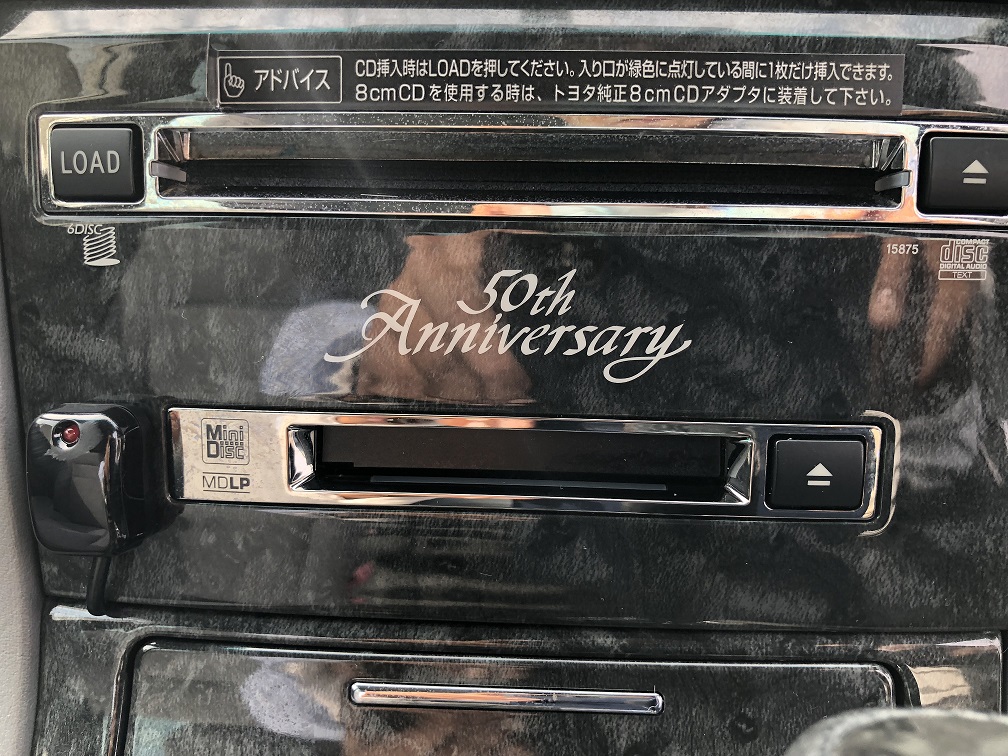 アドバイス
CD挿入時はLOADを押してください。入り口が緑色に点灯している間に1枚だけ挿入できます。
8cmCDを使用する時は、トヨタ純正8cmCDアダプタに装着して下さい。
LOAD
6DISC
15875
COMPACT
disc
DIGITAL AUDIO
TEXT
50th
Anniversary
Mini
Disc
MDLP